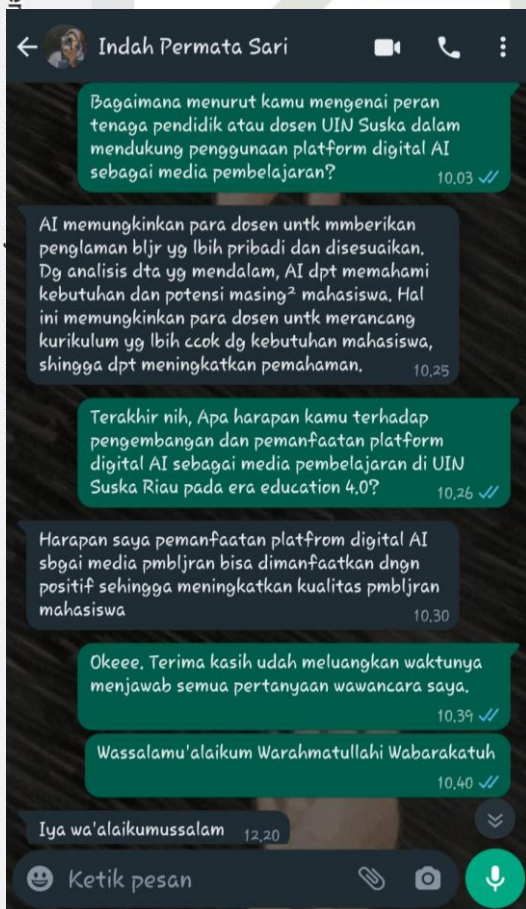 Indah Permata Sari
Bagaimana menurut kamu mengenai peran
tenaga pendidik atau dosen UIN Suska dalam
mendukung penggunaan platform digital AI
sebagai media pembelajaran?
10.03
AI memungkinkan para dosen untk mmberikan
penglaman bljr yg lbih pribadi dan disesuaikan.
Dg analisis dta yg mendalam, AI dpt memahami
kebutuhan dan potensi masing² mahasiswa. Hal
ini memungkinkan para dosen untk merancang
kurikulum yg lbih ccok dg kebutuhan mahasiswa,
shingga dpt meningkatkan pemahaman.
10.25
Terakhir nih, Apa harapan kamu terhadap
pengembangan dan pemanfaatan platform
digital AI sebagai media pembelajaran di UIN
Suska Riau pada era education 4.0?
10.26
Harapan saya pemanfaatan platfrom digital AI
sbgai media pmbljran bisa dimanfaatkan dngn
positif sehingga meningkatkan kualitas pmbljran
mahasiswa
10.30
Okeee. Terima kasih udah meluangkan waktunya
menjawab semua pertanyaan wawancara saya.
10.39
Wassalamu'alaikum Warahmatullahi Wabarakatuh
10.40
Iya wa'alaikumussalam 12.20
Ketik pesan